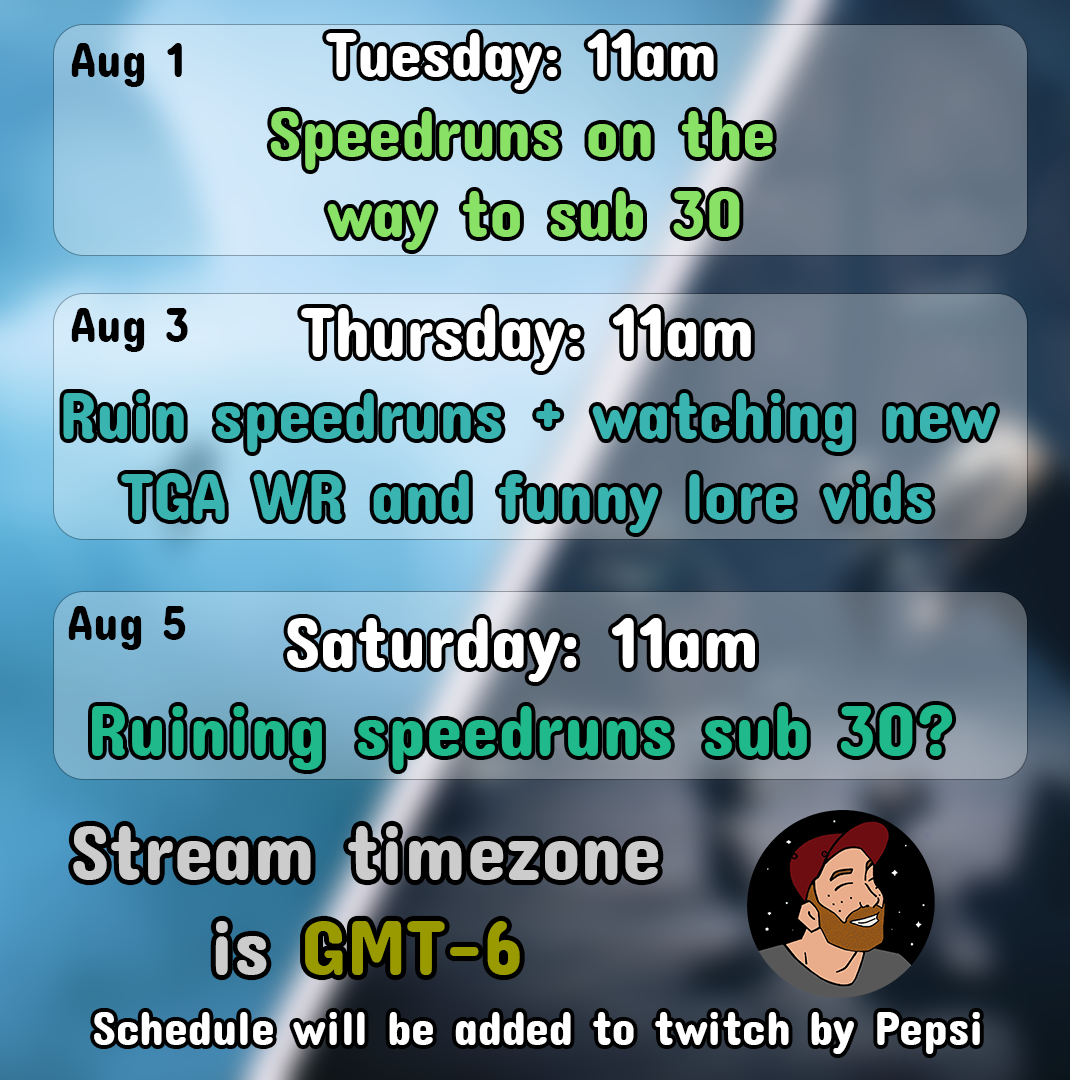 Aug 1
Tuesday: 11am
Speedruns on the
way to sub 30
Aug 3
Thursday: 11am
Ruin speedruns + watching new
TGA WR and funny lore vids
Aug 5
Saturday: 11am
Ruining speedruns sub 30?
Stream timezone
is GMT-6
Schedule will be added to twitch by Pepsi